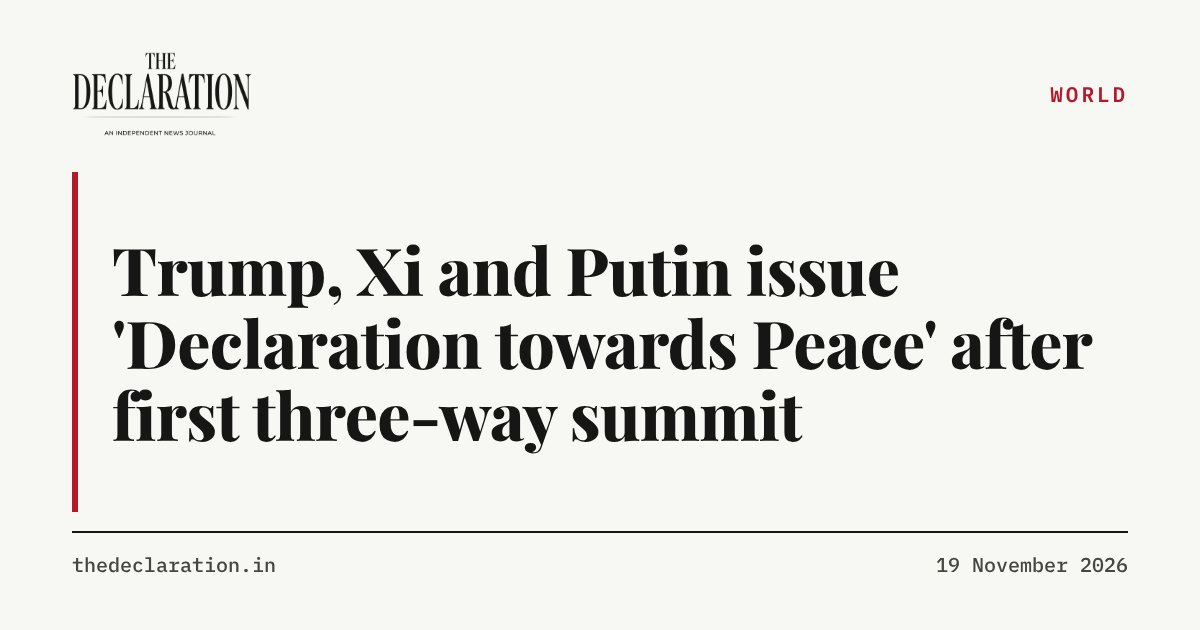 THE
DECLARATION
AN INDEPENDENT NEWS JOURNAL
WORLD
Trump, Xi and Putin issue
'Declaration towards Peace' after
first three-way summit
thedeclaration.in
19 November 2026